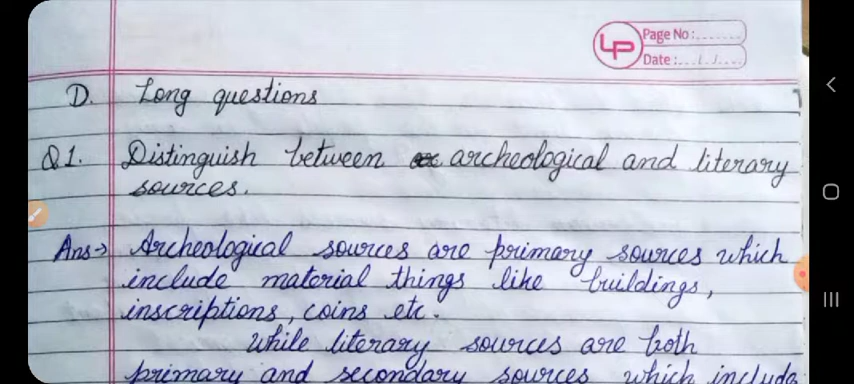 LP
Page No :.......
Date :..../..../....
D. Long questions
Q1. Distinguish between archeological and literary
sources.
Ans→ Archeological sources are primary sources which
include material things like buildings,
inscriptions, coins etc.
while literary sources are both
primary and secondary sources which include